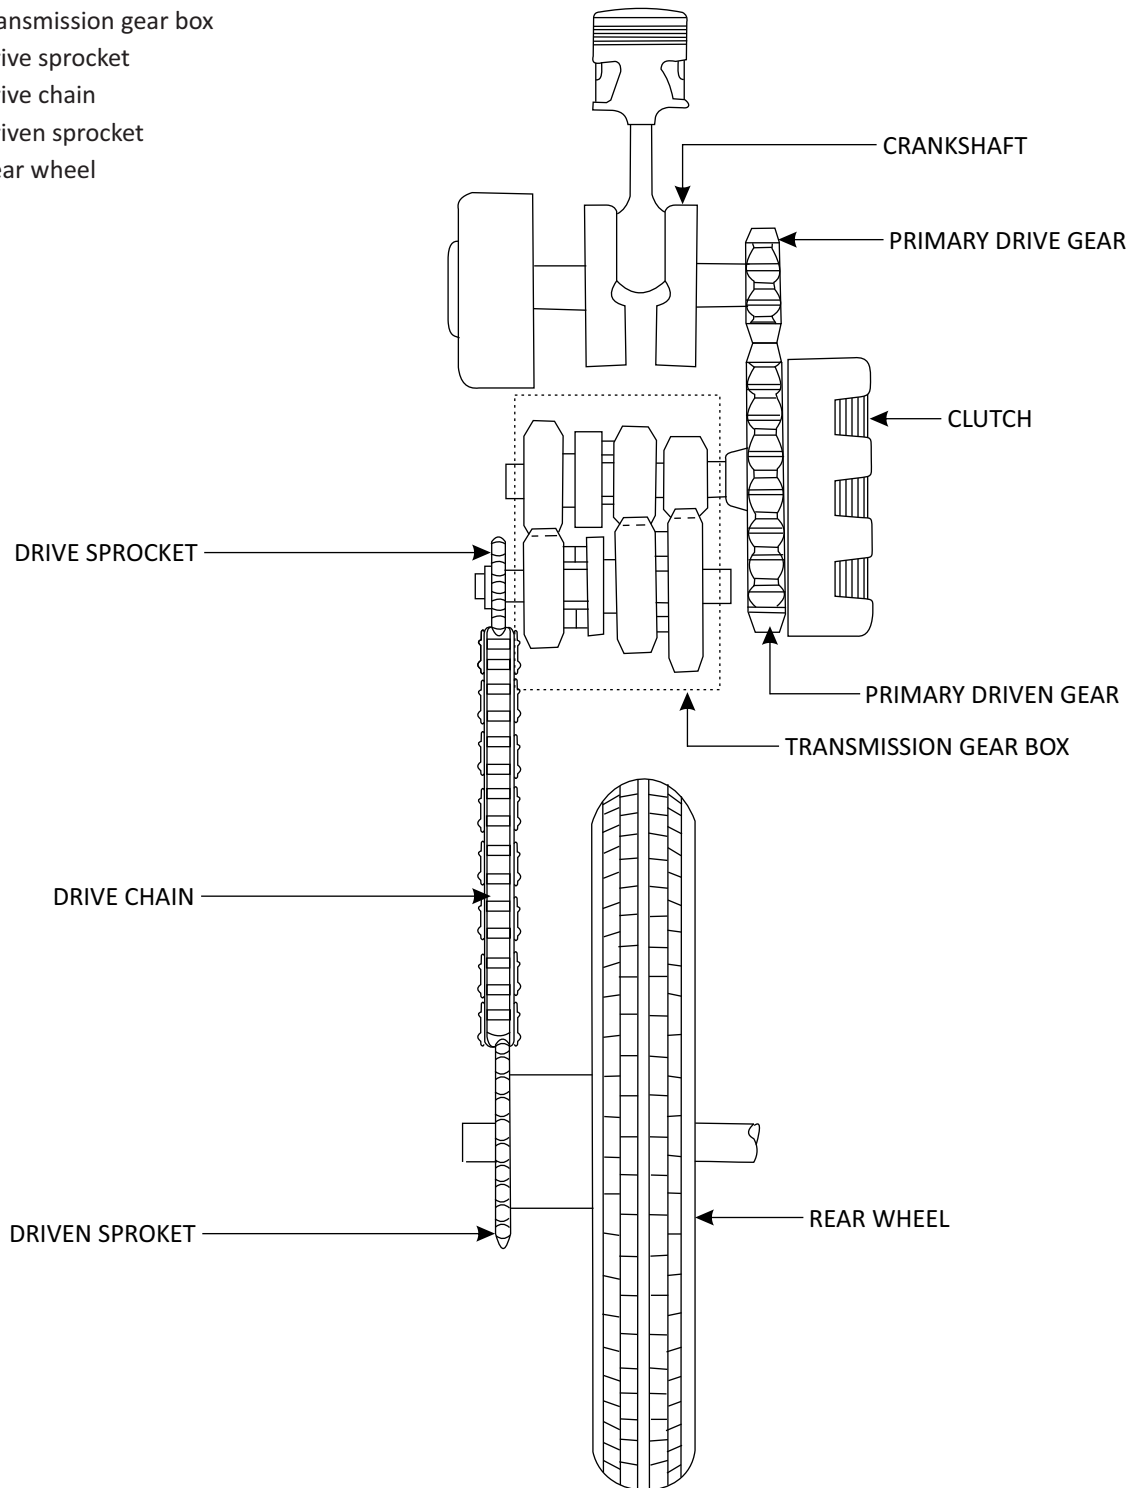 ansmission gear box
ive sprocket
ive chain
iven sprocket
ear wheel
CRANKSHAFT
PRIMARY DRIVE GEAR
CLUTCH
DRIVE SPROCKET
PRIMARY DRIVEN GEAR
TRANSMISSION GEAR BOX
DRIVE CHAIN
REAR WHEEL
DRIVEN SPROKET